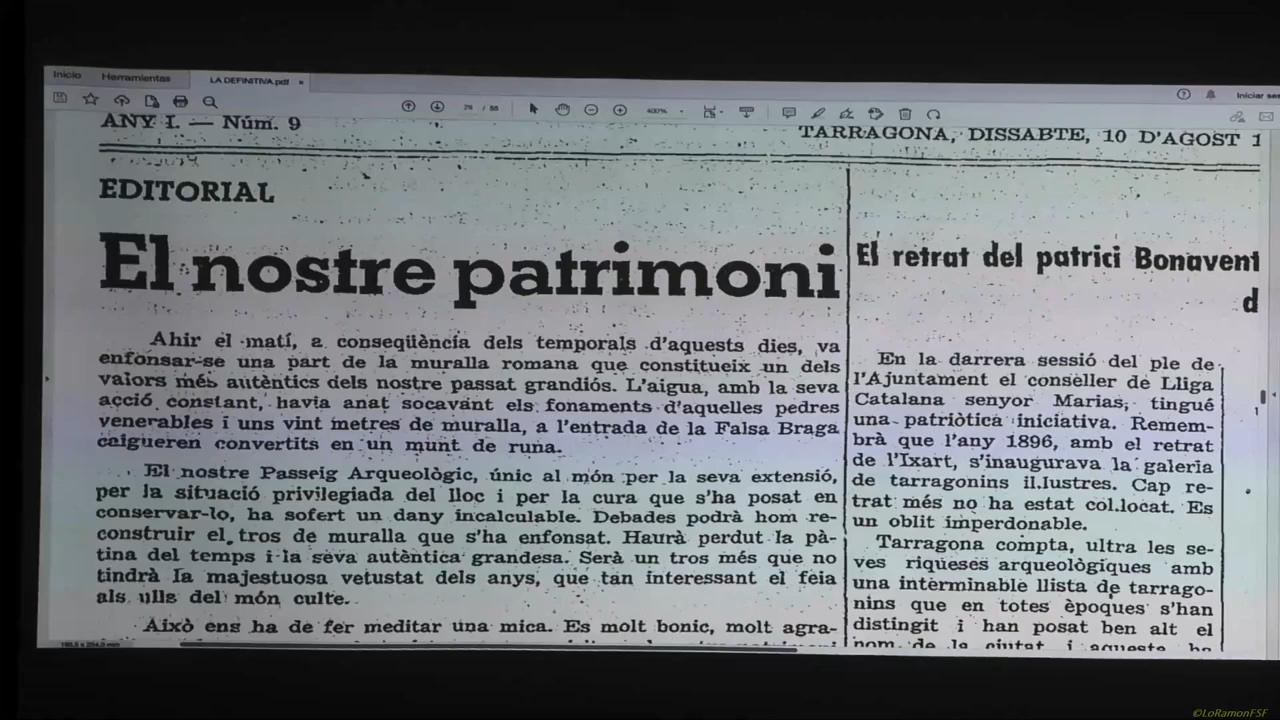 Inicio Herramientas LA DEFINITIVA.pdf ×
Iniciar ses
/ 55 400%
ANY I. — Núm. 9
TARRAGONA, DISSABTE, 10 D'AGOST 1
EDITORIAL
El nostre patrimoni
Ahir el matí, a conseqüència dels temporals d'aquests dies, va
enfonsar-se una part de la muralla romana que constitueix un dels
valors més autèntics dels nostre passat grandiós. L'aigua, amb la seva
acció constant, havia anat socavant els fonaments d'aquelles pedres
venerables i uns vint metres de muralla, a l'entrada de la Falsa Braga
caigueren convertits en un munt de runa.
El nostre Passeig Arqueològic, únic al món per la seva extensió,
per la situació privilegiada del lloc i per la cura que s'ha posat en
conservar-lo, ha sofert un dany incalculable. Debades podrà hom re-
construir el tros de muralla que s'ha enfonsat. Haurà perdut la pà-
tina del temps i la seva autèntica grandesa. Serà un tros més que no
tindrà la majestuosa vetustat dels anys, que tan interessant el feia
als ulls del món culte.
Això ens ha de fer meditar una mica. Es molt bonic, molt agra-
El retrat del patrici Bonavent
d
En la darrera sessió del ple de
l'Ajuntament el conseller de Lliga
Catalana senyor Marias, tingué
una patriòtica iniciativa. Remem-
brà que l'any 1896, amb el retrat
de l'Ixart, s'inaugurava la galeria
de tarragonins il.lustres. Cap re-
trat més no ha estat col.locat. Es
un oblit imperdonable.
Tarragona compta, ultra les se-
ves riqueses arqueològiques amb
una interminable llista de tarrago-
nins que en totes èpoques s'han
distingit i han posat ben alt el
nom de la ciutat i aquesta ha
©LoRamonFSF